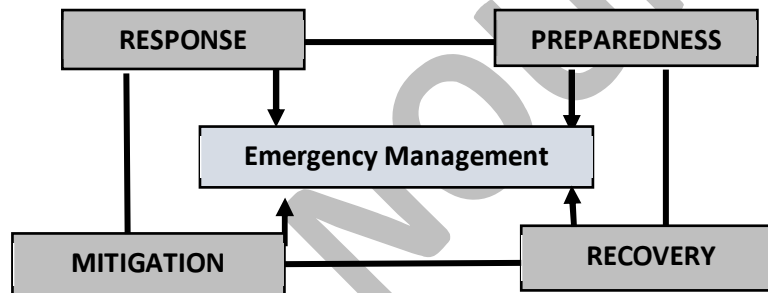 RESPONSE
PREPAREDNESS
Emergency Management
MITIGATION
RECOVERY